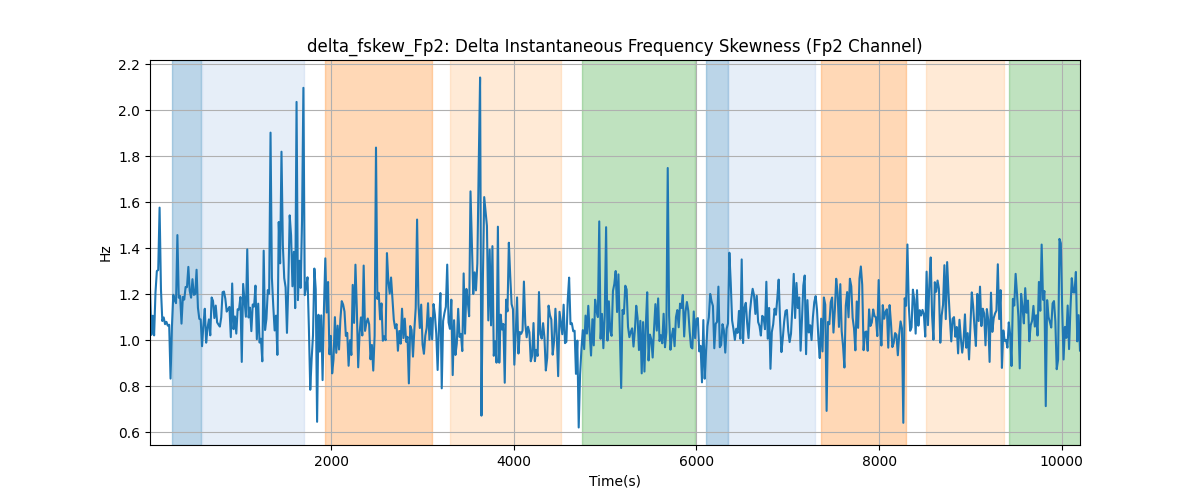 delta_fskew_Fp2: Delta Instantaneous Frequency Skewness (Fp2 Channel)
2.2
2.0
1.8
1.6
1.4
1.2
1.0
0.8
0.6
Hz
2000 4000 6000 8000 10000
Time(s)